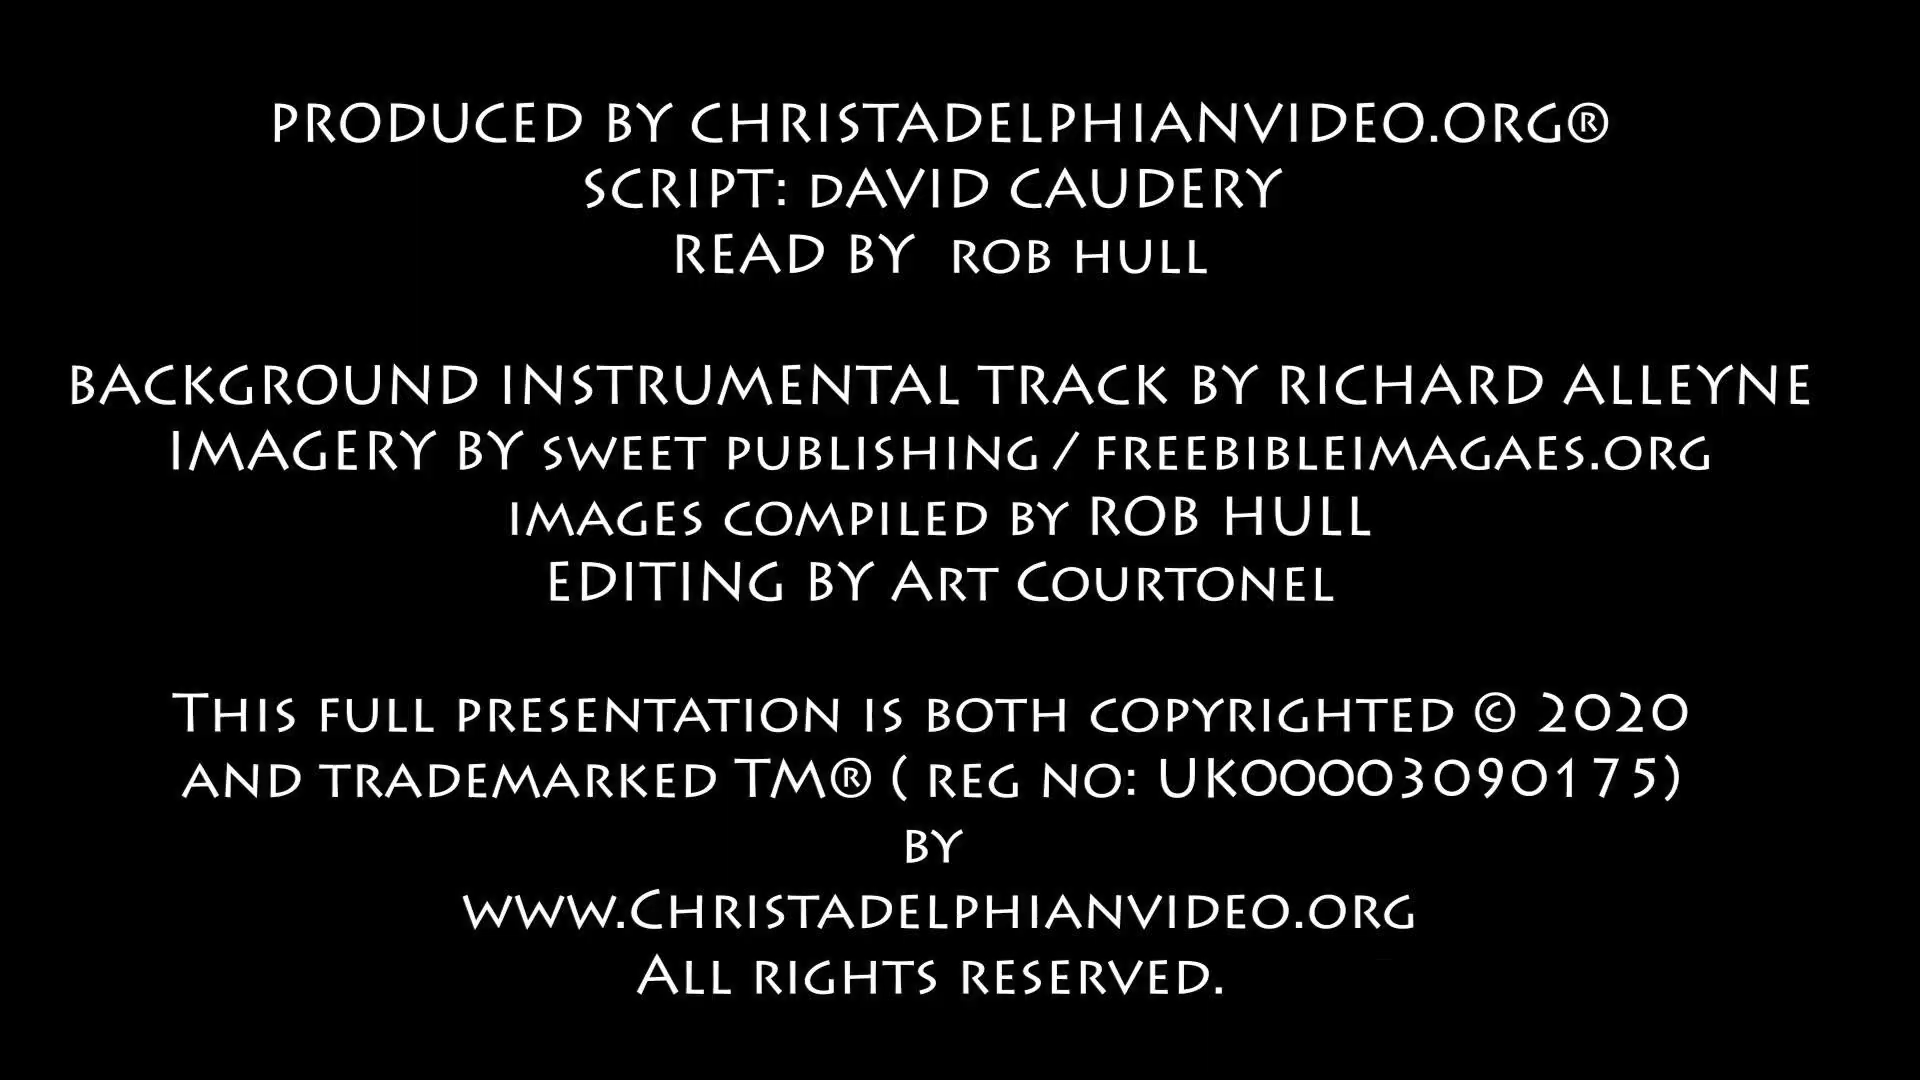 PRODUCED BY CHRISTADELPHIANVIDEO.ORG®
SCRIPT: dAVID CAUDERY
READ BY rob hull
BACKGROUND INSTRUMENTAL TRACK BY RICHARD ALLEYNE
IMAGERY BY sweet publishing / freebibleimagaes.org
images compiled by ROB HULL
EDITING BY Art Courtonel
This full presentation is both copyrighted © 2020
and trademarked TM® ( reg no: UK00003090175)
by
www.Christadelphianvideo.org
All rights reserved.